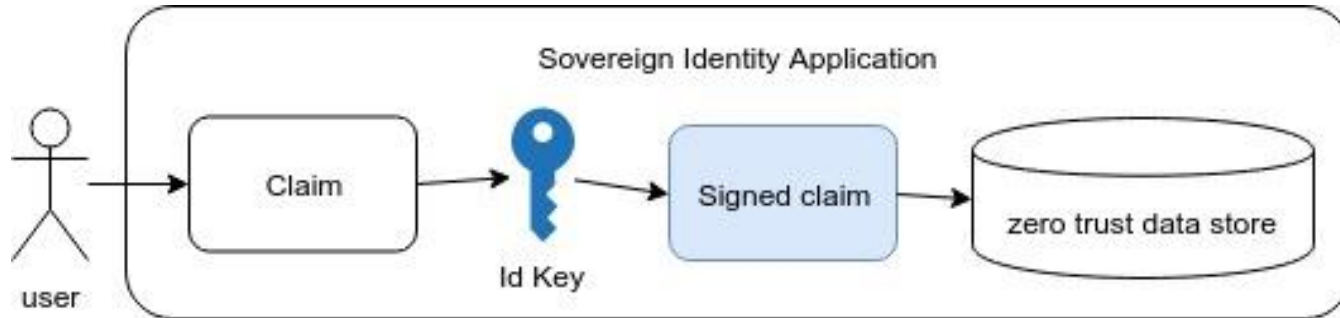 Sovereign Identity Application
Claim
Signed claim
zero trust data store
Id Key
user